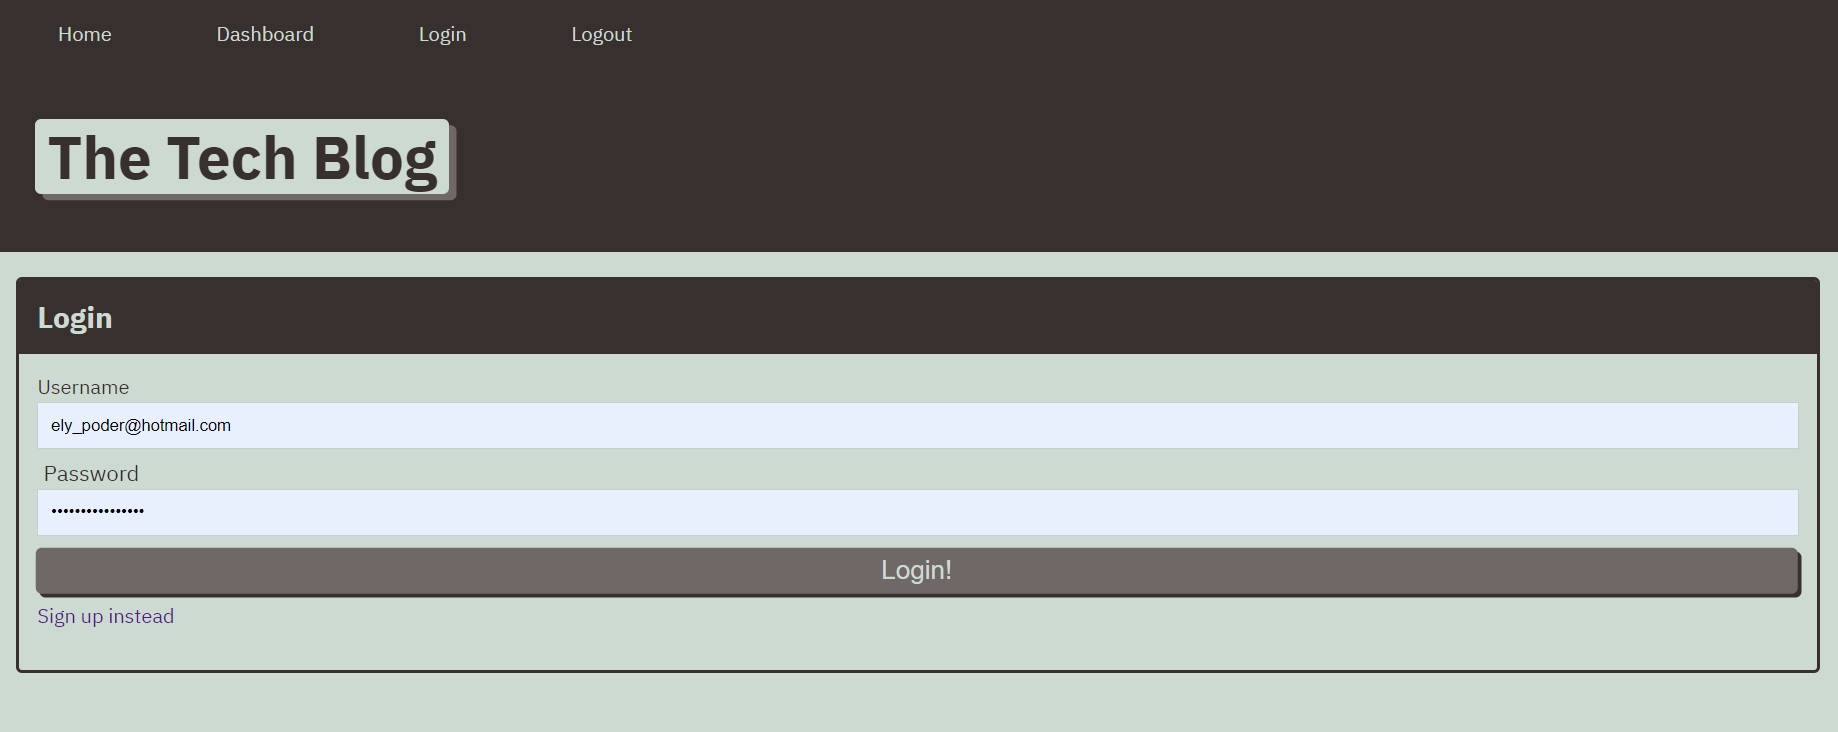 Home Dashboard Login Logout
The Tech Blog
Login
Username
ely_poder@hotmail.com
Password
••••••••••••••••
Login!
Sign up instead